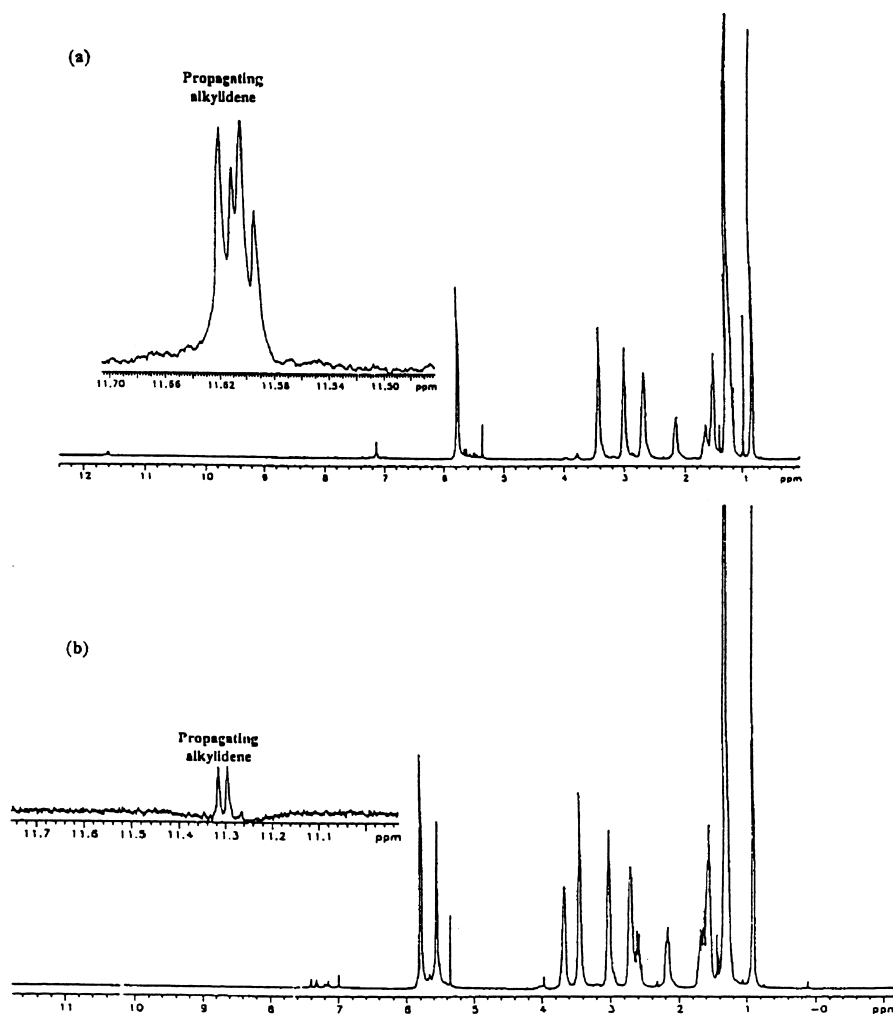 (a)
Propagating
alkylidene
11.70 11.66 11.62 11.58 11.54 11.50 ppm
12 11 10 9 8 7 6 5 4 3 2 1 ppm
(b)
Propagating
alkylidene
11.7 11.6 11.5 11.4 11.3 11.2 11.1 ppm
11 10 9 8 7 6 5 4 3 2 1 -0 ppm